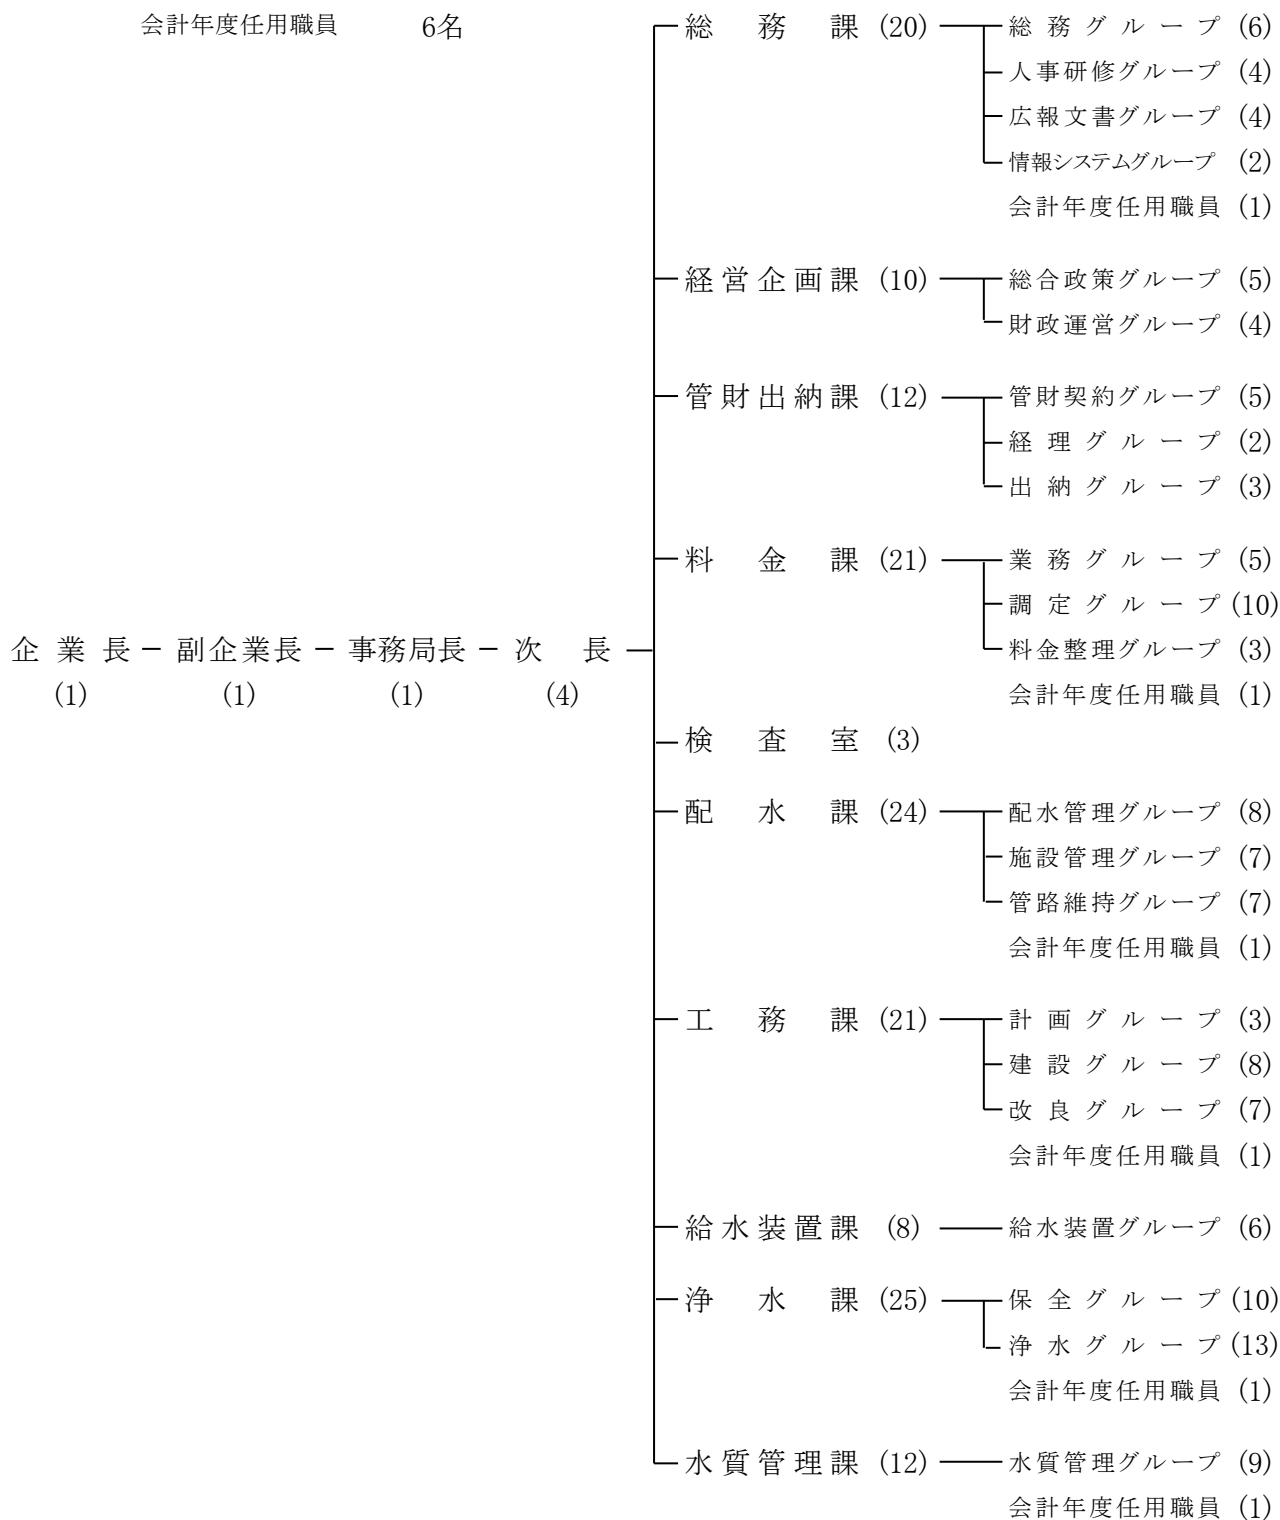 会計年度任用職員 6名
総務課 (20) 総務グループ (6)
人事研修グループ (4)
広報文書グループ (4)
情報システムグループ (2)
会計年度任用職員 (1)
経営企画課 (10) 総合政策グループ (5)
財政運営グループ (4)
管財出納課 (12) 管財契約グループ (5)
経理グループ (2)
出納グループ (3)
料金課 (21) 業務グループ (5)
調定グループ (10)
企業長 − 副企業長 − 事務局長 − 次長 料金整理グループ (3)
(1) (1) (1) (4) 会計年度任用職員 (1)
検査室 (3)
配水課 (24) 配水管理グループ (8)
施設管理グループ (7)
管路維持グループ (7)
会計年度任用職員 (1)
工務課 (21) 計画グループ (3)
建設グループ (8)
改良グループ (7)
会計年度任用職員 (1)
給水装置課 (8) 給水装置グループ (6)
浄水課 (25) 保全グループ (10)
浄水グループ (13)
会計年度任用職員 (1)
水質管理課 (12) 水質管理グループ (9)
会計年度任用職員 (1)